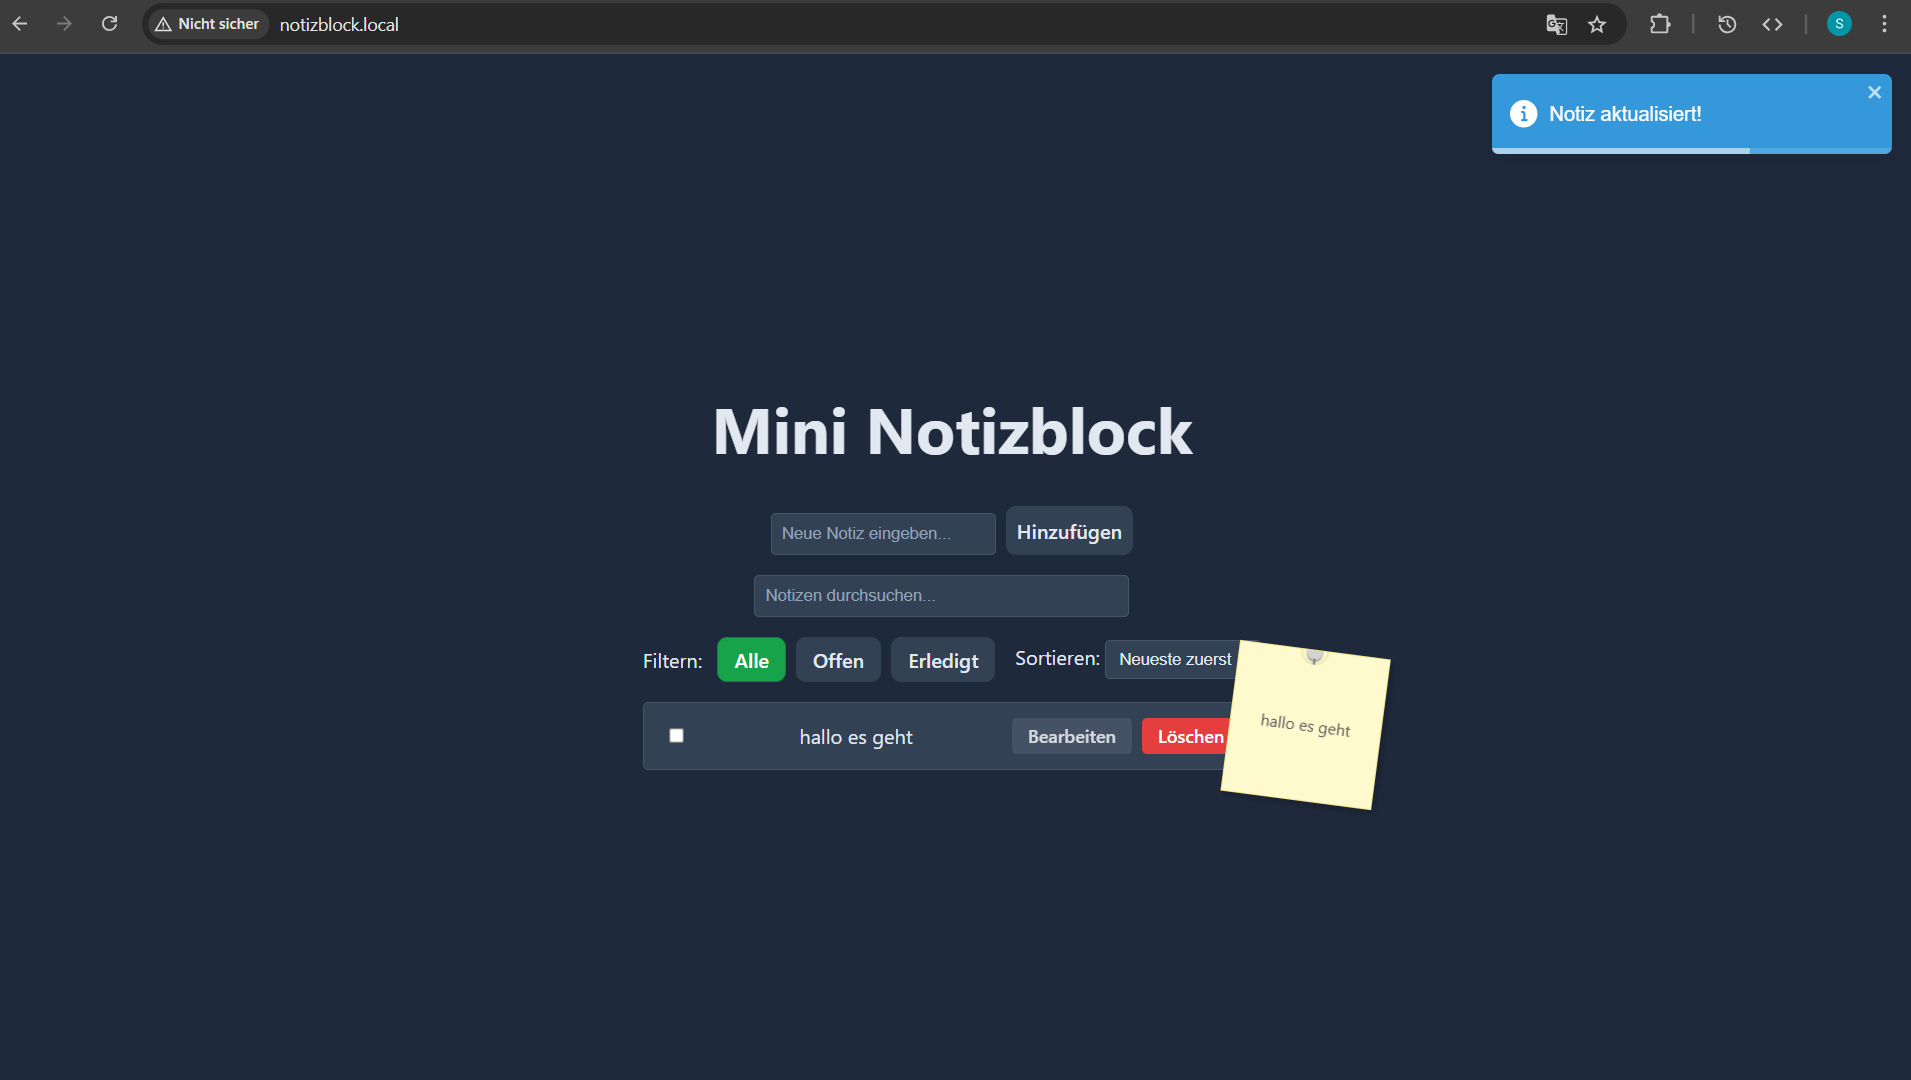 Nicht sicher notizblock.local S
Notiz aktualisiert!
Mini Notizblock
Neue Notiz eingeben... Hinzufügen
Notizen durchsuchen...
Filtern: Alle Offen Erledigt Sortieren: Neueste zuerst
hallo es geht Bearbeiten Löschen
hallo es geht